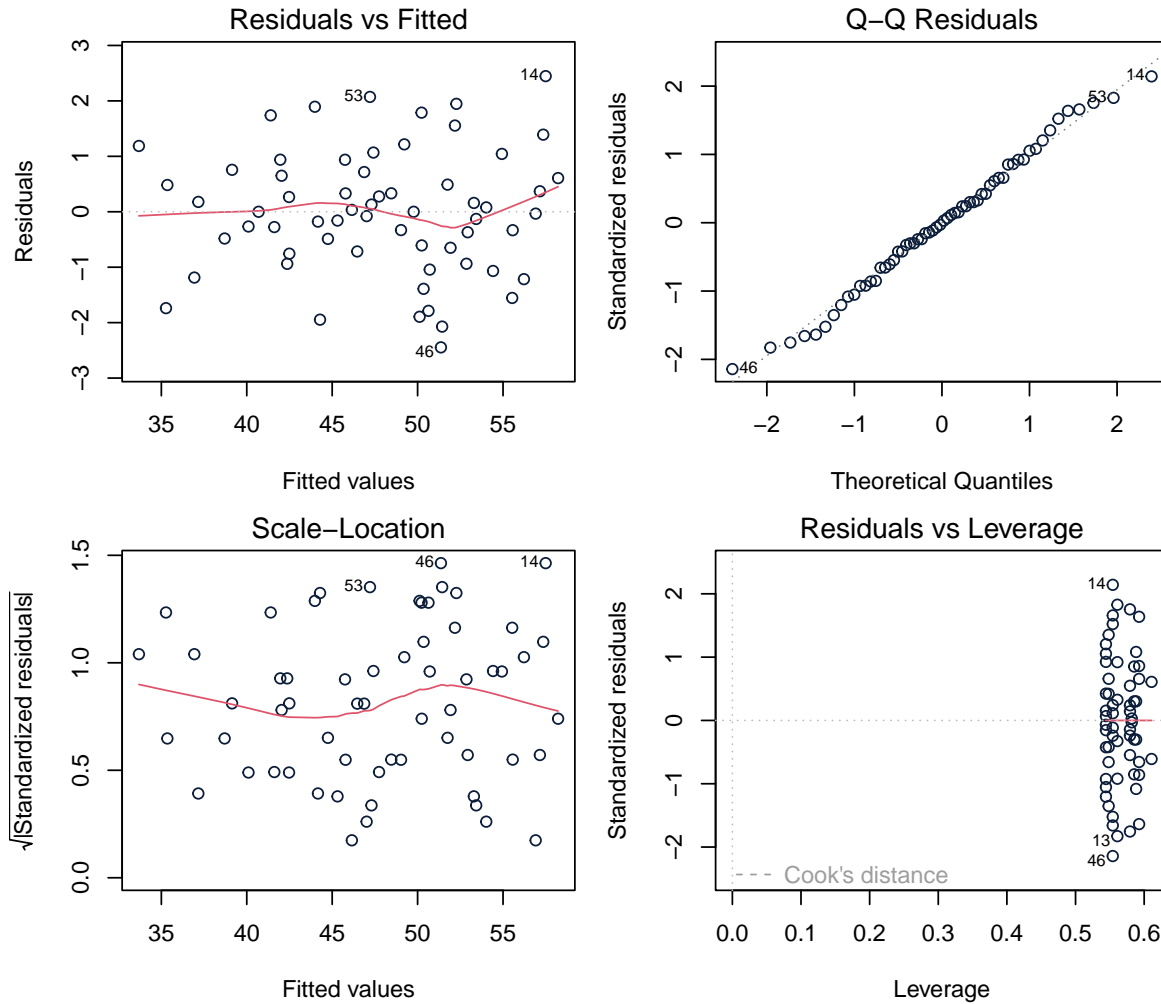 Residuals vs Fitted
Residuals
3
2
1
0
−1
−2
−3
14
53
46
35 40 45 50 55
Fitted values
Q−Q Residuals
Standardized residuals
2
1
0
−1
−2
14
53
46
−2 −1 0 1 2
Theoretical Quantiles
Scale−Location
√|Standardized residuals|
1.5
1.0
0.5
0.0
46
14
53
35 40 45 50 55
Fitted values
Residuals vs Leverage
Standardized residuals
2
1
0
−1
−2
14
13
46
Cook's distance
0.0 0.1 0.2 0.3 0.4 0.5 0.6
Leverage